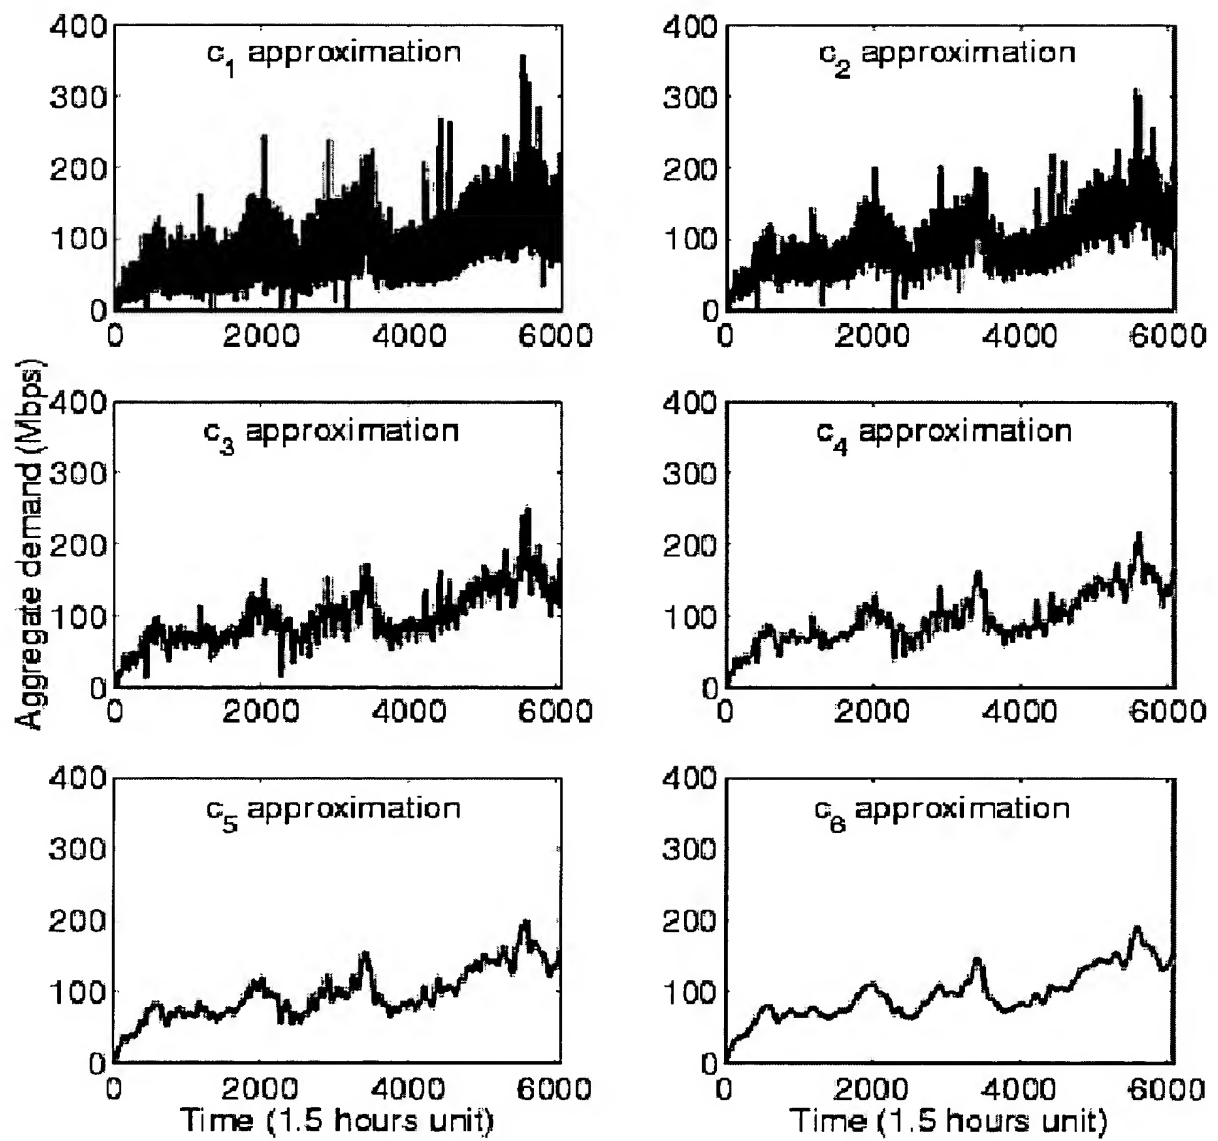 400
300
200
100
0
c1 approximation
0 2000 4000 6000
400
300
200
100
0
c2 approximation
0 2000 4000 6000
Aggregate demand (Mbps)
400
300
200
100
0
c3 approximation
0 2000 4000 6000
400
300
200
100
0
c4 approximation
0 2000 4000 6000
400
300
200
100
0
c5 approximation
0 2000 4000 6000
Time (1.5 hours unit)
400
300
200
100
0
c6 approximation
0 2000 4000 6000
Time (1.5 hours unit)